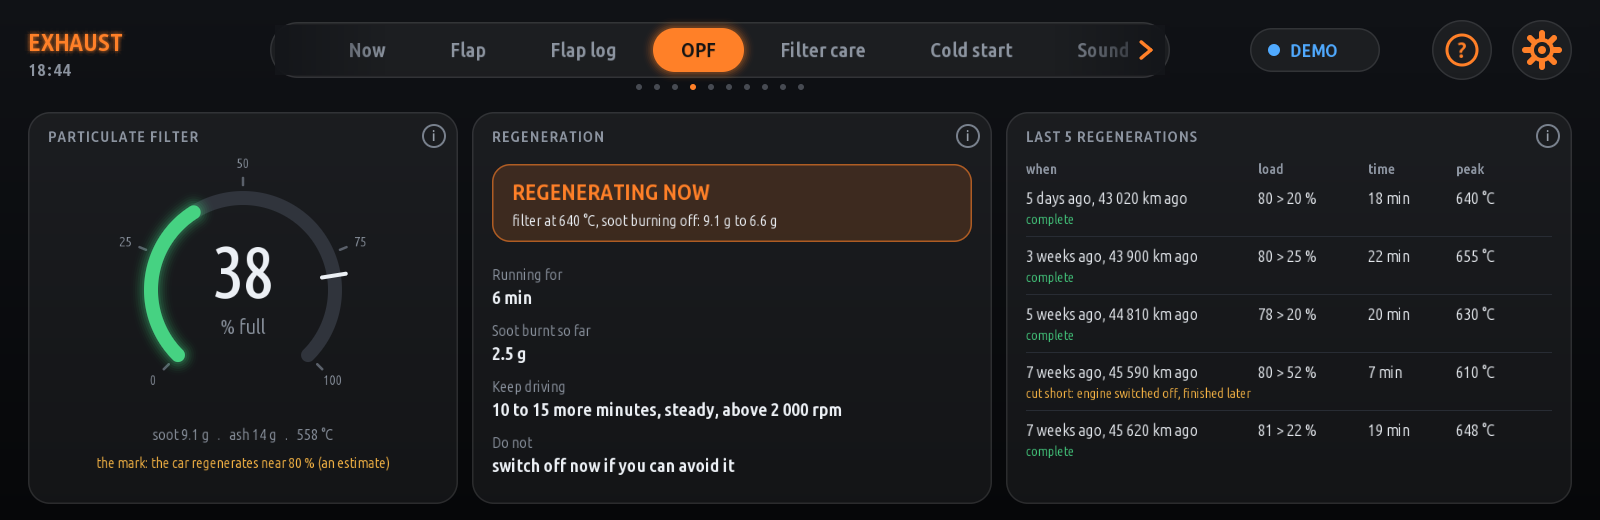 EXHAUST
18:44
Now Flap Flap log OPF Filter care Cold start Sound
DEMO
?
PARTICULATE FILTER
i
50
25
75
38
% full
0
100
soot 9.1 g . ash 14 g . 558 °C
the mark: the car regenerates near 80 % (an estimate)
REGENERATION
i
REGENERATING NOW
filter at 640 °C, soot burning off: 9.1 g to 6.6 g
Running for
6 min
Soot burnt so far
2.5 g
Keep driving
10 to 15 more minutes, steady, above 2 000 rpm
Do not
switch off now if you can avoid it
LAST 5 REGENERATIONS
i
when load time peak
5 days ago, 43 020 km ago 80 > 20 % 18 min 640 °C
complete
3 weeks ago, 43 900 km ago 80 > 25 % 22 min 655 °C
complete
5 weeks ago, 44 810 km ago 78 > 20 % 20 min 630 °C
complete
7 weeks ago, 45 590 km ago 80 > 52 % 7 min 610 °C
cut short: engine switched off, finished later
7 weeks ago, 45 620 km ago 81 > 22 % 19 min 648 °C
complete